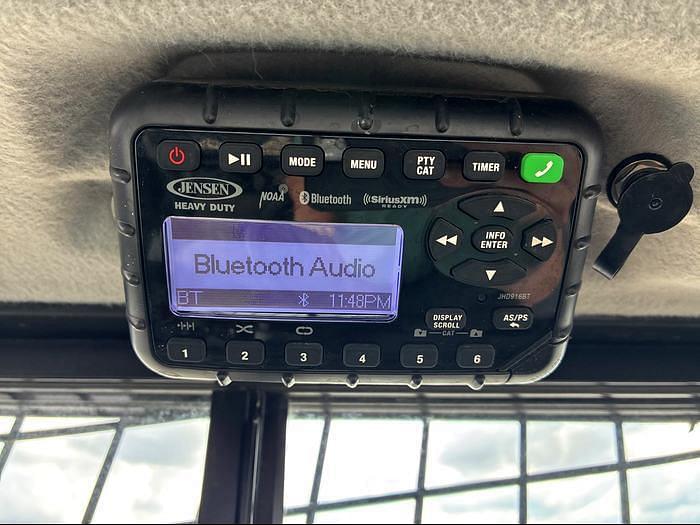 MODE
MENU
PTY
CAT
TIMER
JENSEN
HEAVY DUTY
NOAA
Bluetooth
((SiriusXM))
READY
INFO
ENTER
Bluetooth Audio
BT 11:48PM
JHD916BT
DISPLAY
SCROLL
AS/PS
CAT
1 2 3 4 5 6